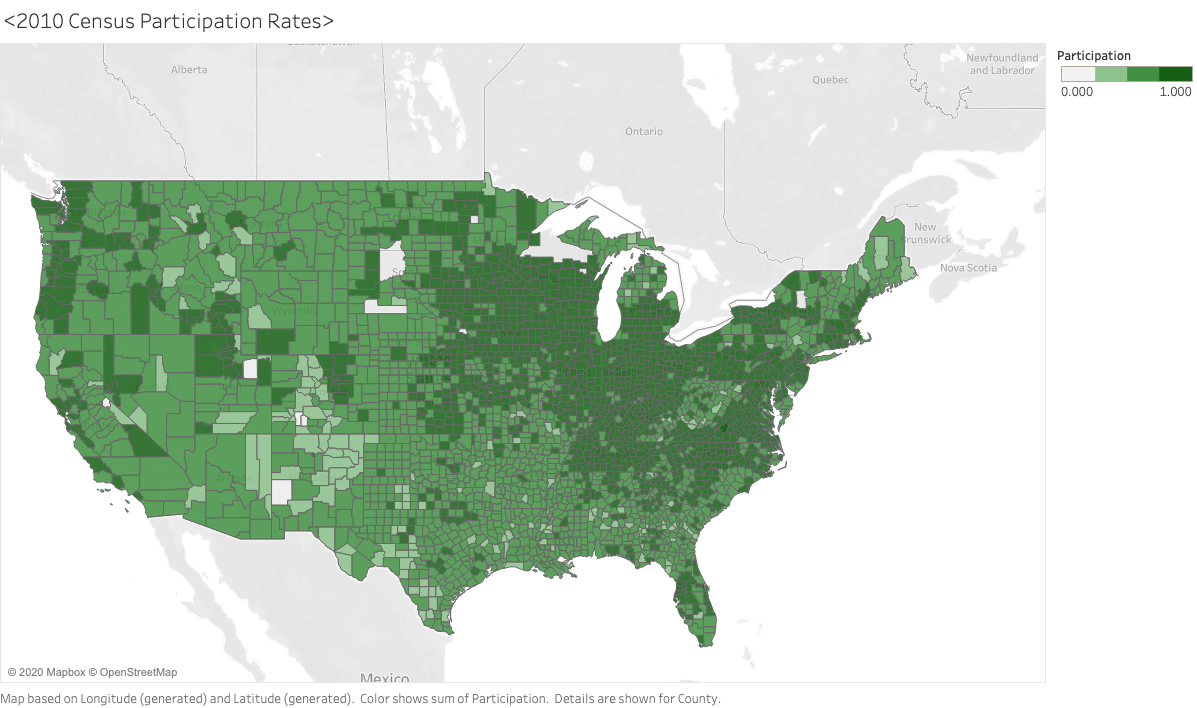 <2010 Census Participation Rates>
Participation
0.000 1.000
Alberta
Quebec
Newfoundland
and Labrador
Ontario
New
Brunswick
Nova Scotia
Wyoming
Mexico
© 2020 Mapbox © OpenStreetMap
Map based on Longitude (generated) and Latitude (generated).  Color shows sum of Participation.  Details are shown for County.